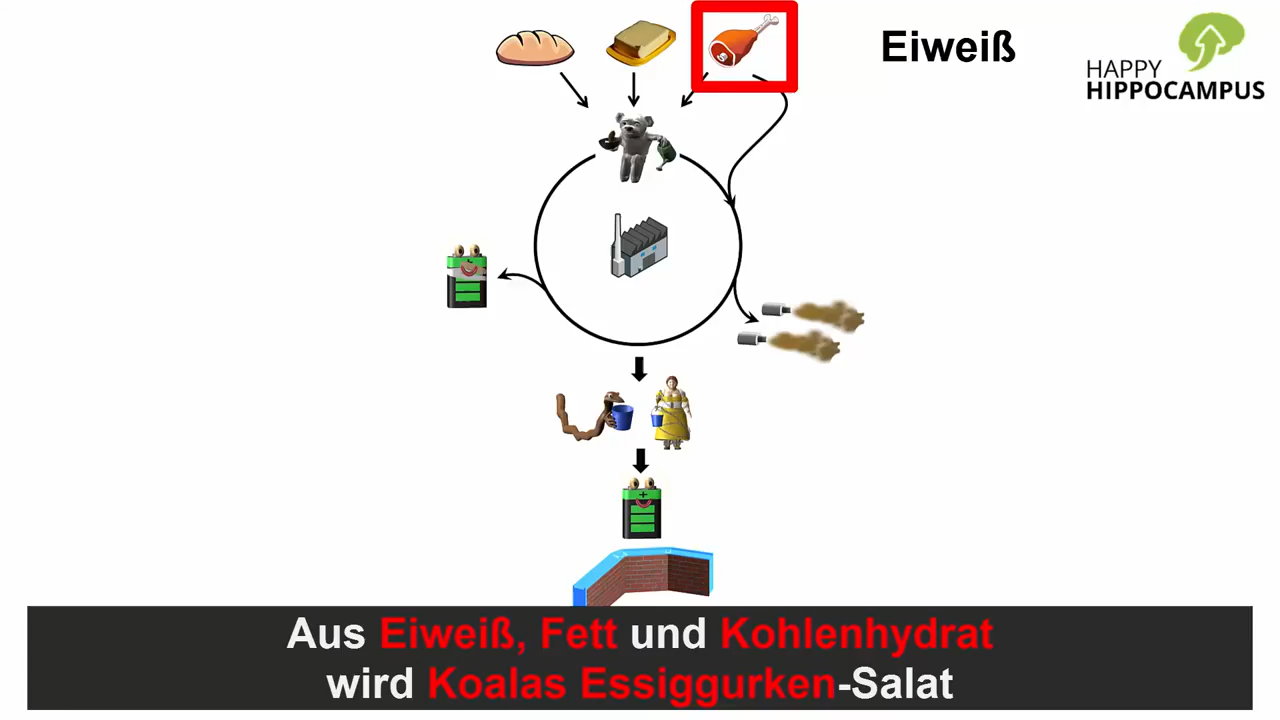 Eiweiß
HAPPY
HIPPOCAMPUS
Aus Eiweiß, Fett und Kohlenhydrat
wird Koalas Essiggurken-Salat